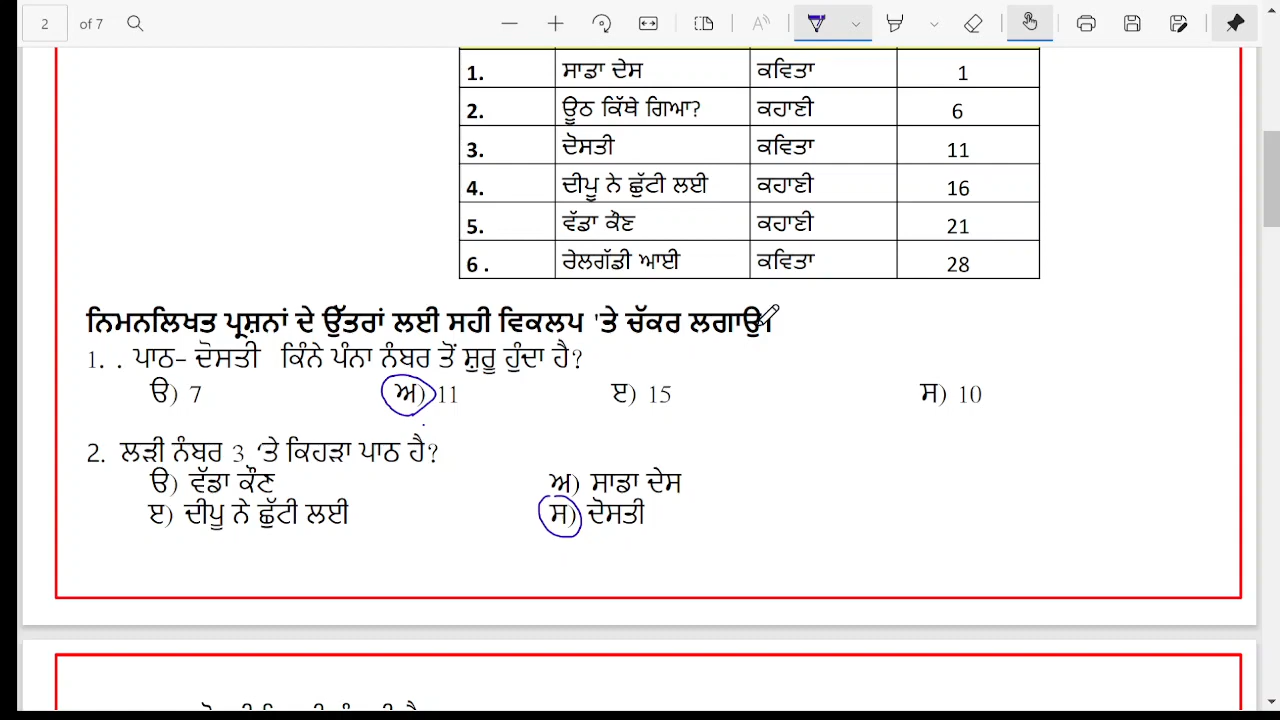 2 of 7
1. ਸਾਡਾ ਦੇਸ ਕਵਿਤਾ 1
2. ਊਠ ਕਿੱਥੇ ਗਿਆ? ਕਹਾਣੀ 6
3. ਦੋਸਤੀ ਕਵਿਤਾ 11
4. ਦੀਪੂ ਨੇ ਛੁੱਟੀ ਲਈ ਕਹਾਣੀ 16
5. ਵੱਡਾ ਕੌਣ ਕਹਾਣੀ 21
6 . ਰੇਲਗੱਡੀ ਆਈ ਕਵਿਤਾ 28
ਨਿਮਨਲਿਖਤ ਪ੍ਰਸ਼ਨਾਂ ਦੇ ਉੱਤਰਾਂ ਲਈ ਸਹੀ ਵਿਕਲਪ 'ਤੇ ਚੱਕਰ ਲਗਾਉ।
1. . ਪਾਠ- ਦੋਸਤੀ ਕਿੰਨੇ ਪੰਨਾ ਨੰਬਰ ਤੋਂ ਸ਼ੁਰੂ ਹੁੰਦਾ ਹੈ?
ੳ) 7 ਅ) 11 ੲ) 15 ਸ) 10
2. ਲੜੀ ਨੰਬਰ 3 'ਤੇ ਕਿਹੜਾ ਪਾਠ ਹੈ?
ੳ) ਵੱਡਾ ਕੌਣ ਅ) ਸਾਡਾ ਦੇਸ
ੲ) ਦੀਪੂ ਨੇ ਛੁੱਟੀ ਲਈ ਸ) ਦੋਸਤੀ